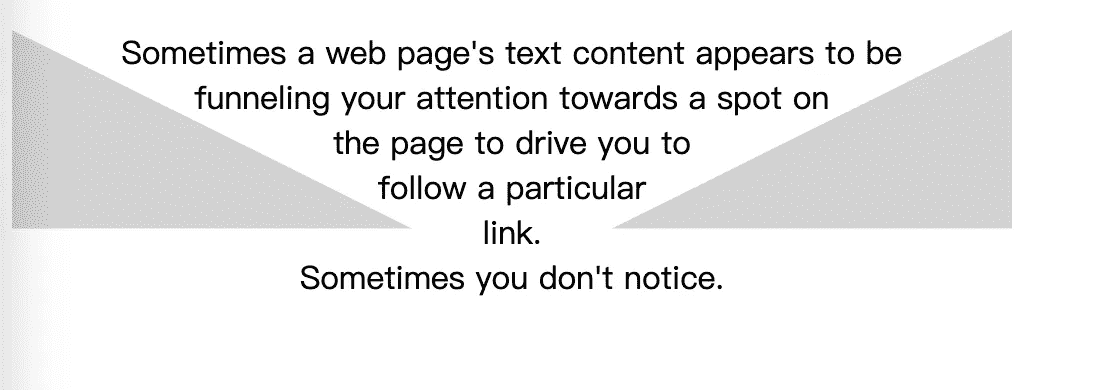 Sometimes a web page's text content appears to be
funneling your attention towards a spot on
the page to drive you to
follow a particular
link.
Sometimes you don't notice.